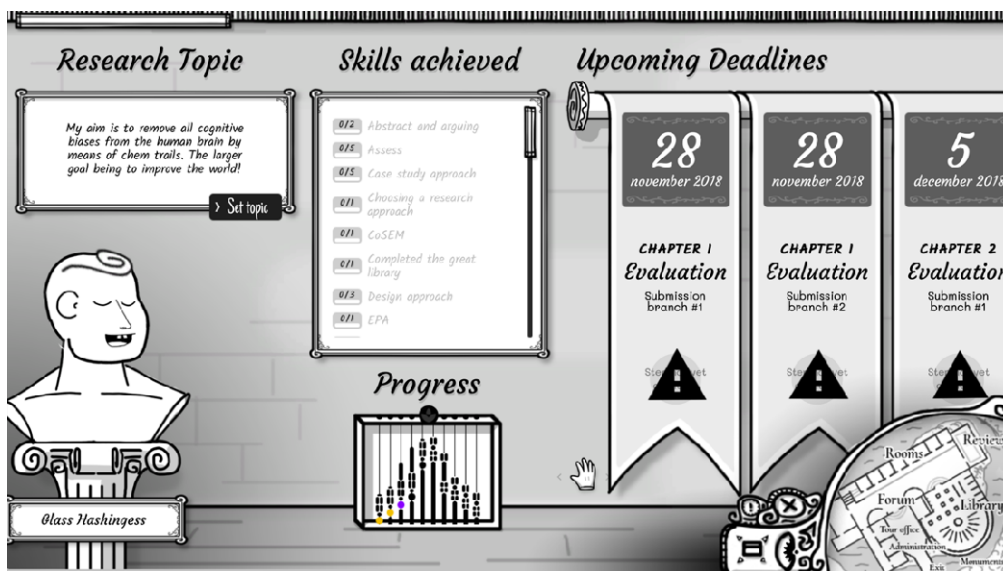 Research Topic
My aim is to remove all cognitive
biases from the human brain by
means of chem trails. The larger
goal being to improve the world!
> Set topic
Glass Hashingess
Skills achieved
0/2 Abstract and arguing
0/5 Assess
0/5 Case study approach
0/1 Choosing a research
approach
0/1 CoSEM
0/1 Completed the great
library
0/3 Design approach
0/1 EPA
Progress
Upcoming Deadlines
28
november 2018
CHAPTER 1
Evaluation
Submission
branch #1
28
november 2018
CHAPTER 1
Evaluation
Submission
branch #2
5
december 2018
CHAPTER 2
Evaluation
Submission
branch #1
Rooms
Review
Forum
Library
Tour office
Administration
Exit
Monument